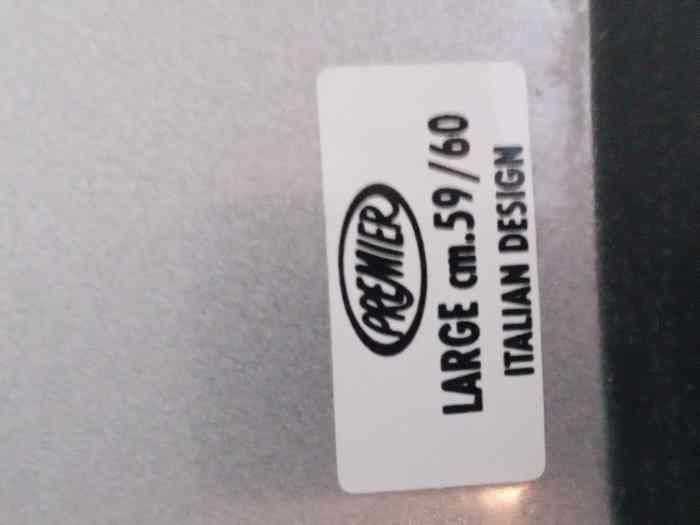 PREMIER
LARGE cm.59/60
ITALIAN DESIGN